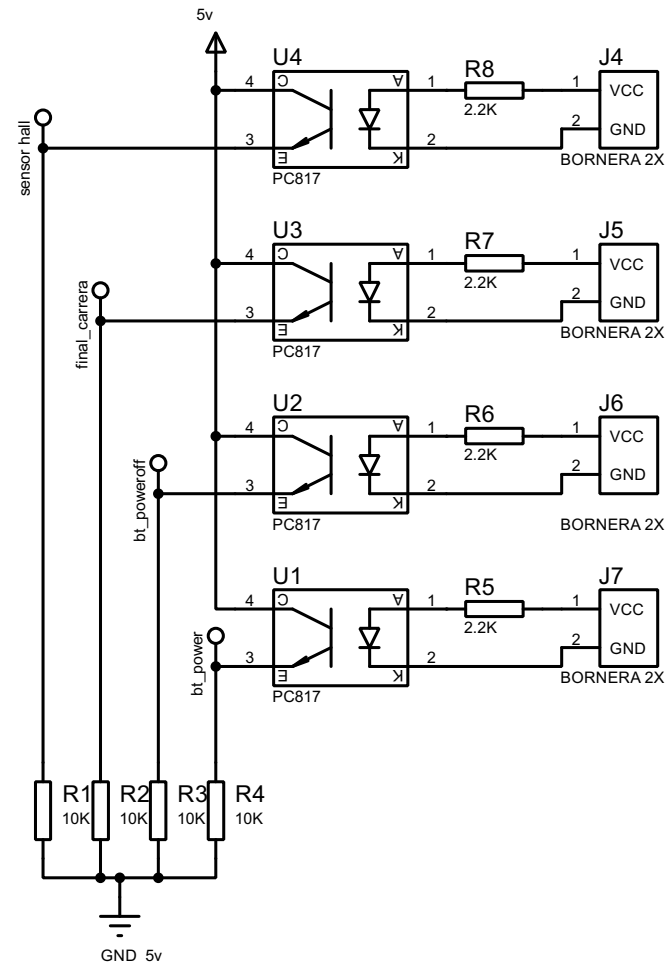 5v
U4
4
C
A
1
R8
2.2K
1
J4
VCC
3
E
K
2
2
GND
PC817
BORNERA 2X
sensor hall
U3
4
C
A
1
R7
2.2K
1
J5
VCC
3
E
K
2
2
GND
PC817
BORNERA 2X
final_carrera
U2
4
C
A
1
R6
2.2K
1
J6
VCC
3
E
K
2
2
GND
PC817
BORNERA 2X
bt_poweroff
U1
4
C
A
1
R5
2.2K
1
J7
VCC
3
E
K
2
2
GND
PC817
BORNERA 2X
bt_power
R1
10K
R2
10K
R3
10K
R4
10K
GND_5v